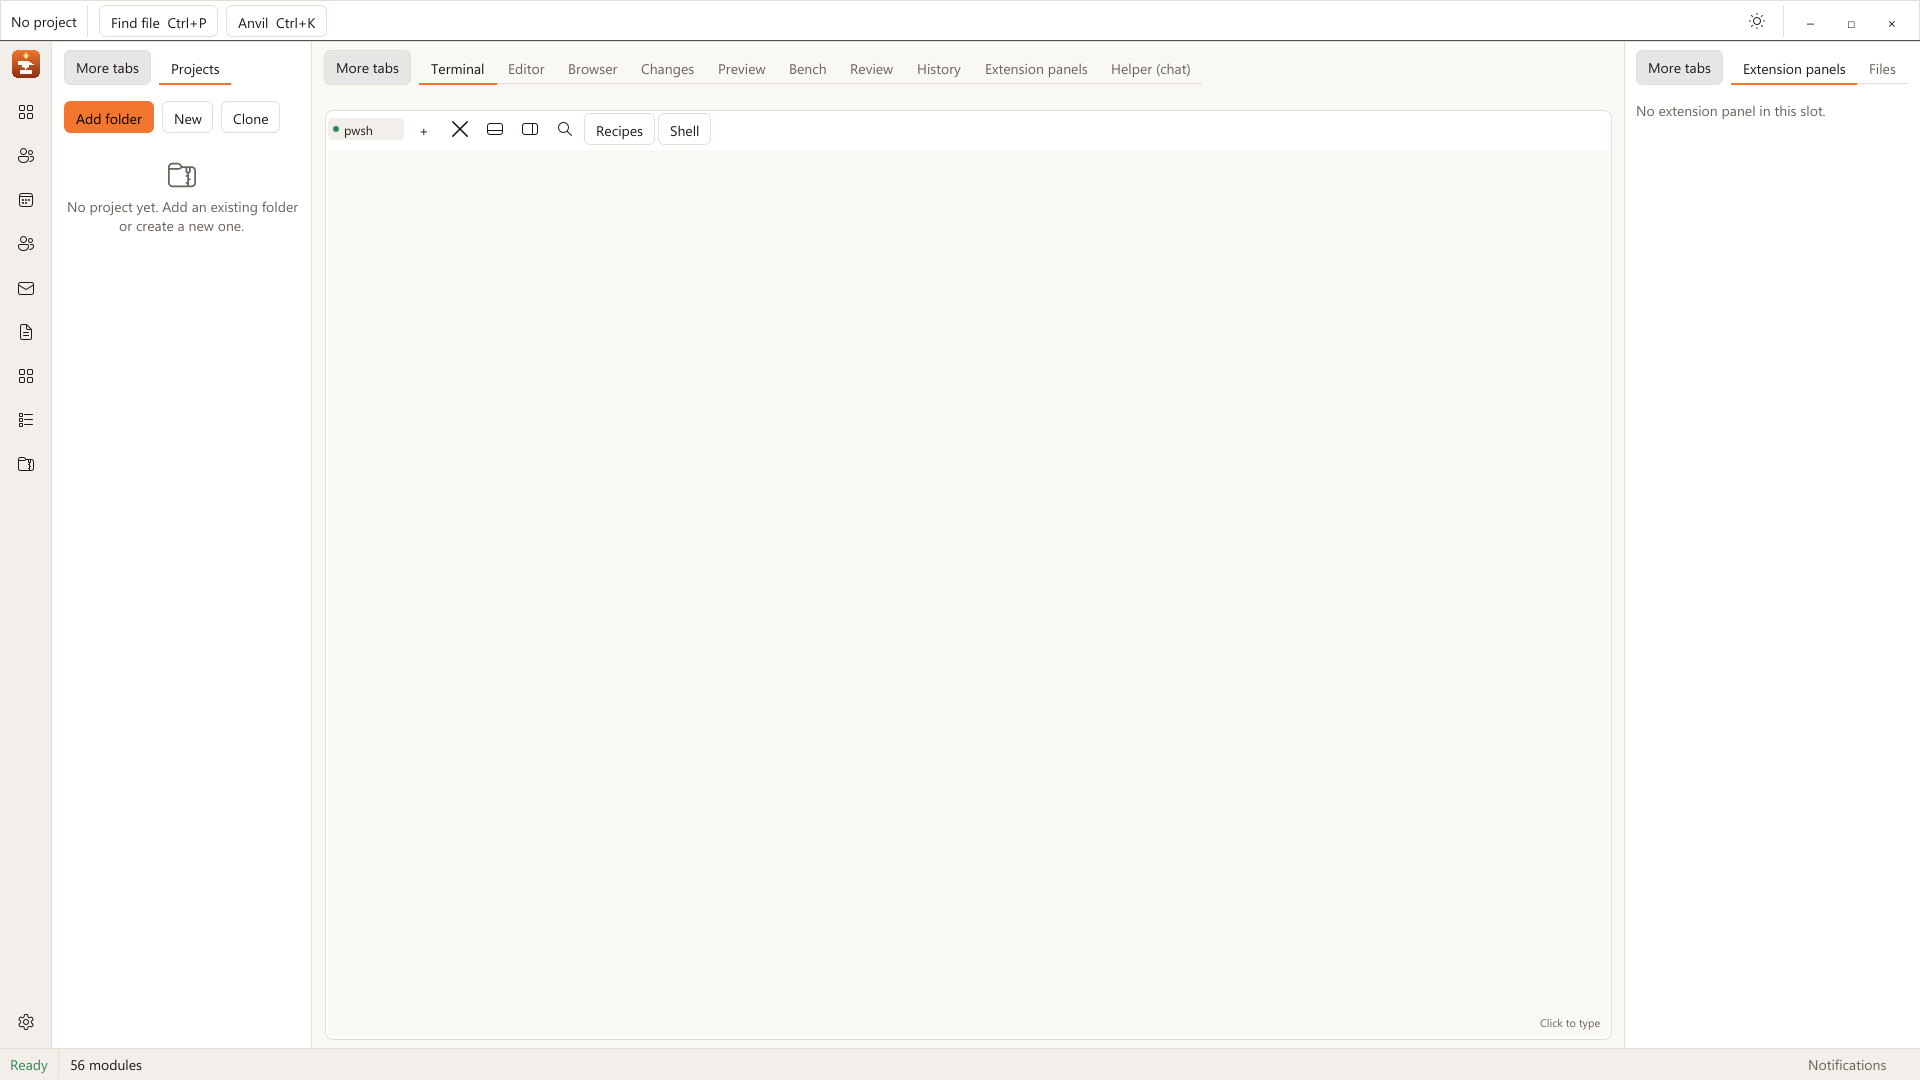 No project
Find file Ctrl+P
Anvil Ctrl+K
More tabs
Projects
Add folder
New
Clone
No project yet. Add an existing folder
or create a new one.
More tabs
Terminal
Editor
Browser
Changes
Preview
Bench
Review
History
Extension panels
Helper (chat)
pwsh
Recipes
Shell
Click to type
More tabs
Extension panels
Files
No extension panel in this slot.
Ready
56 modules
Notifications